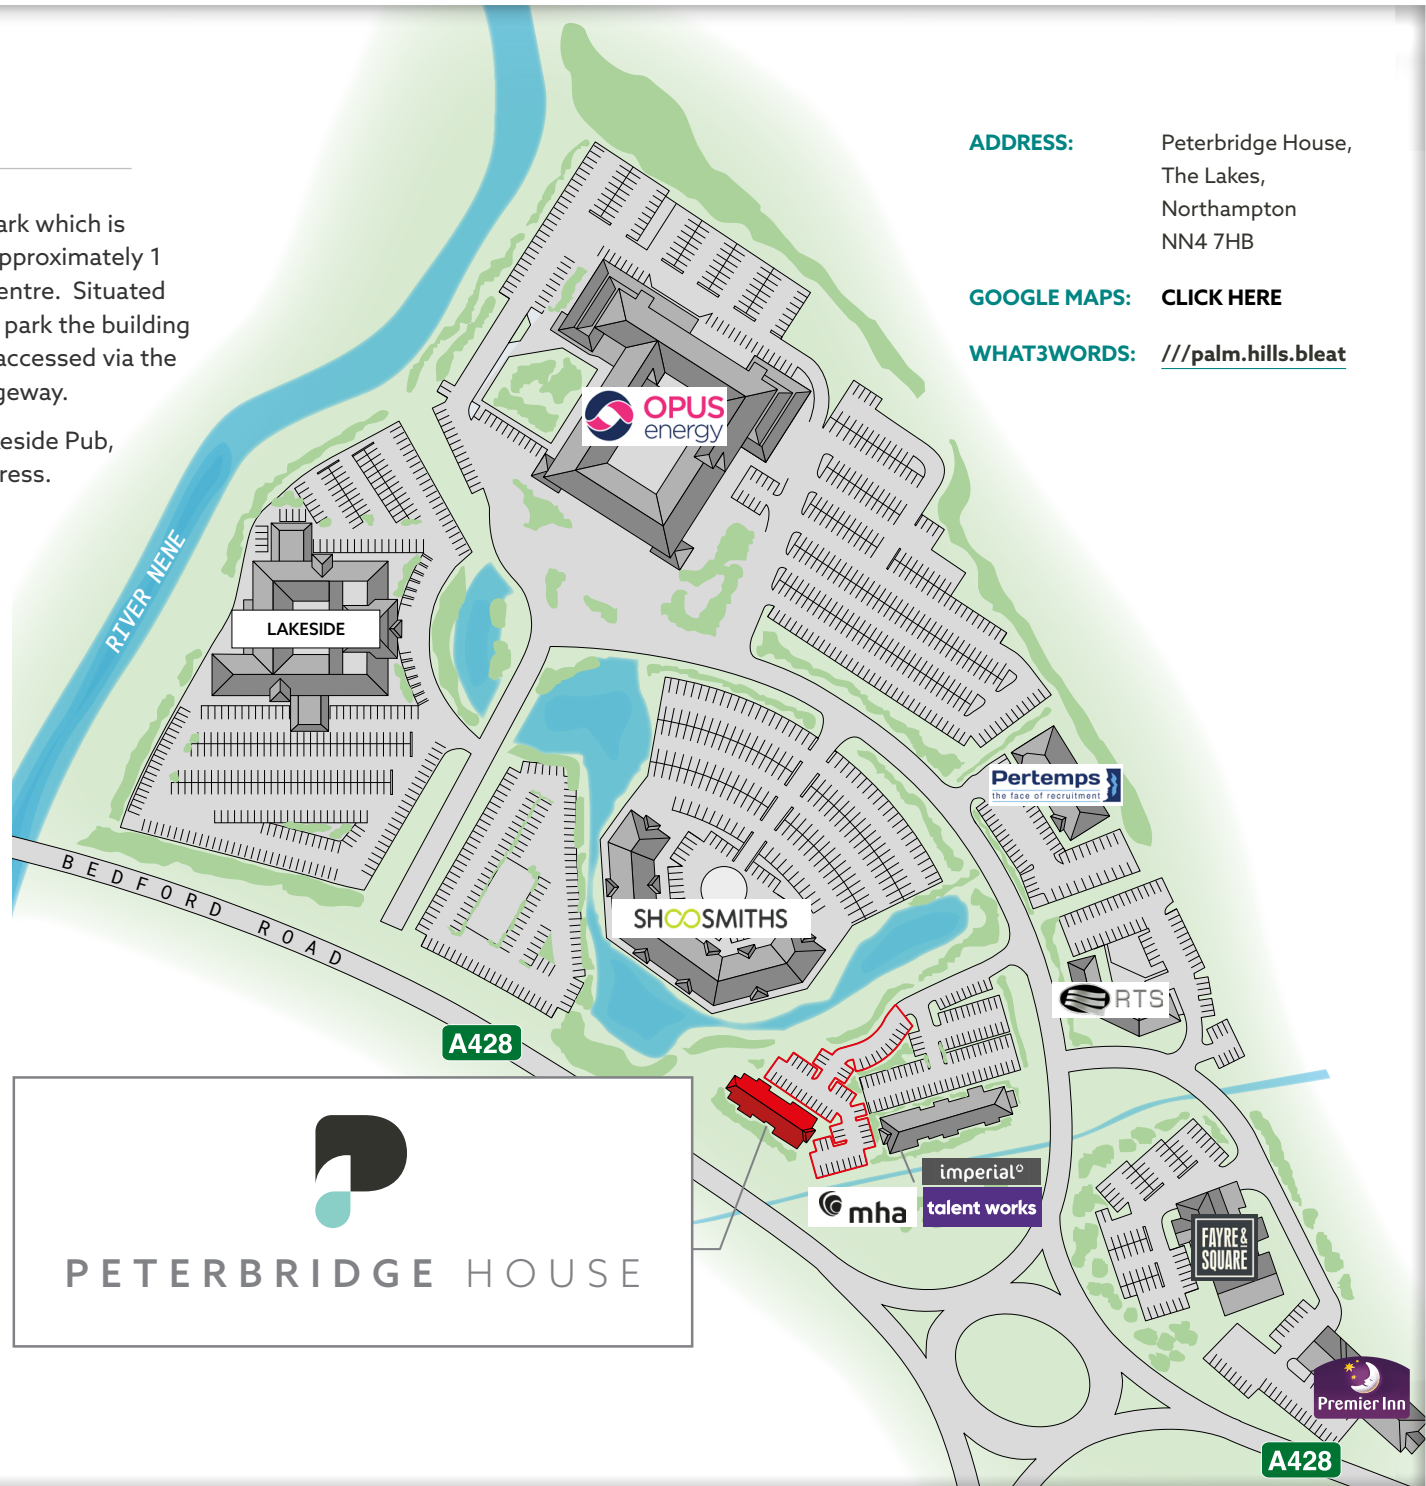 ark which is
pproximately 1
entre. Situated
park the building
accessed via the
geway.
eside Pub,
ress.
ADDRESS: Peterbridge House,
The Lakes,
Northampton
NN4 7HB
GOOGLE MAPS: CLICK HERE
WHAT3WORDS: ///palm.hills.bleat
OPUS
energy
RIVER NENE
LAKESIDE
Pertemps
the face of recruitment
BEDFORD ROAD
SHOOSMITHS
RTS
A428
imperial
mha
talent works
PETERBRIDGE HOUSE
FAYRE &
SQUARE
Premier Inn
A428